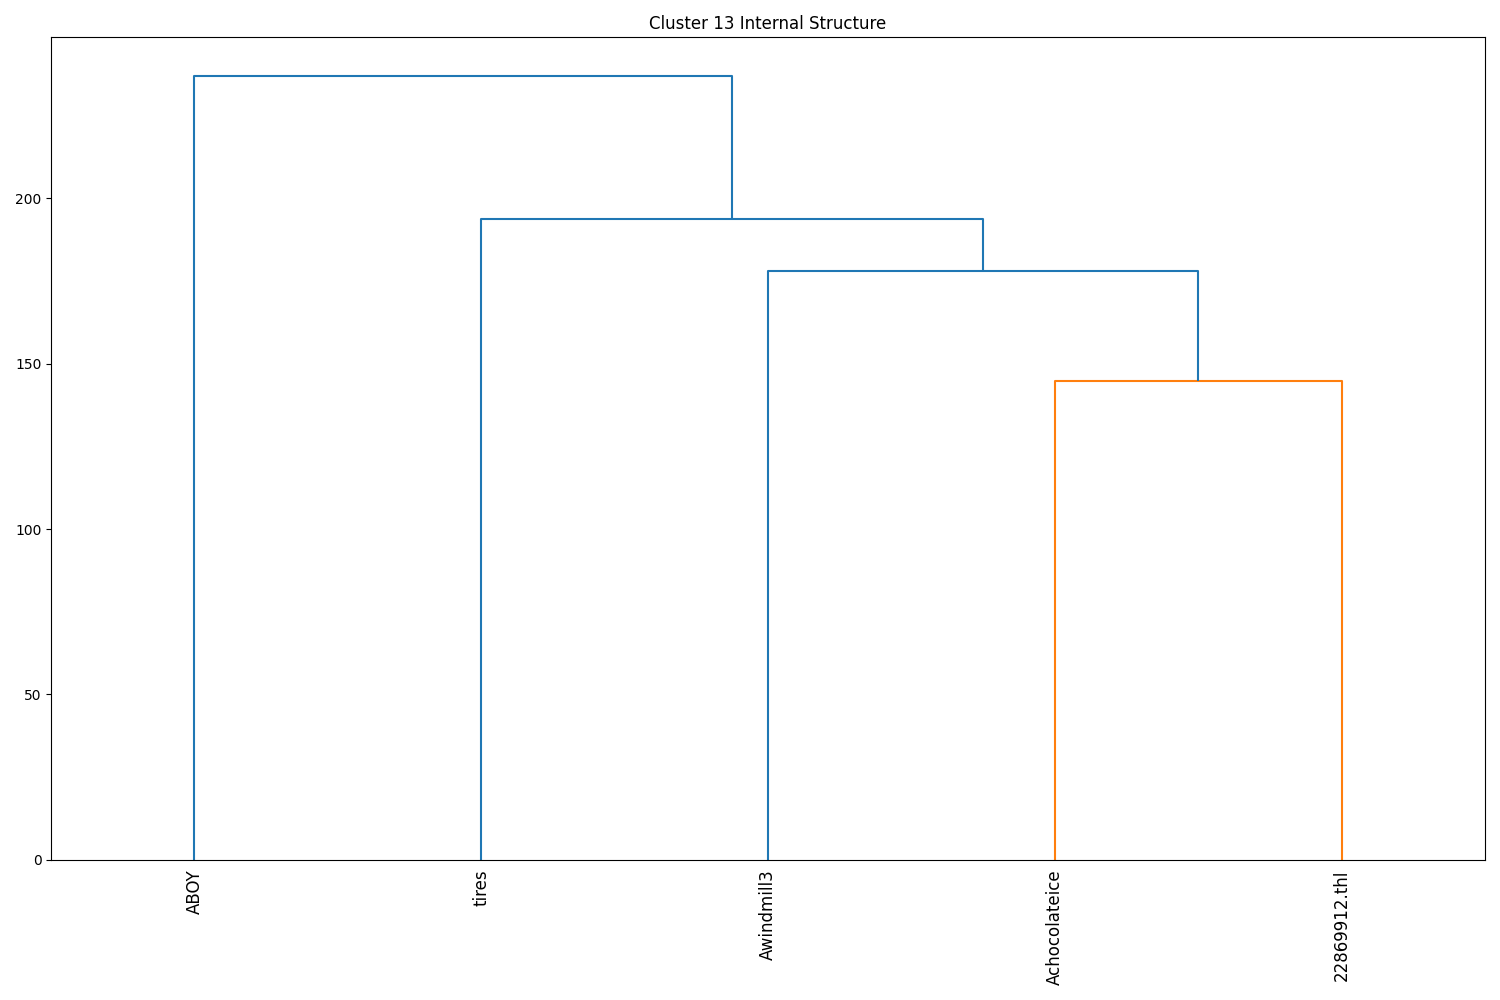 Cluster 13 Internal Structure
200
150
100
50
0
ABOY
tires
Awindmill3
Achocolateice
22869912.thl